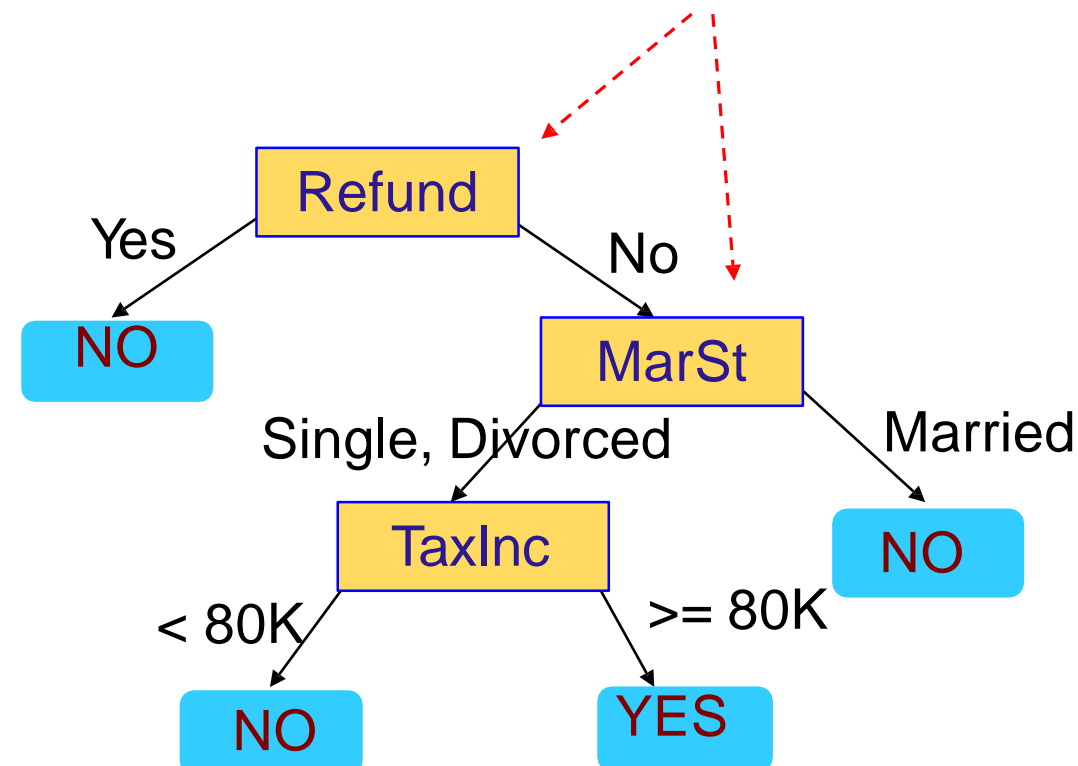 Refund
Yes
No
NO
MarSt
Single, Divorced
Married
TaxInc
NO
< 80K
>= 80K
NO
YES